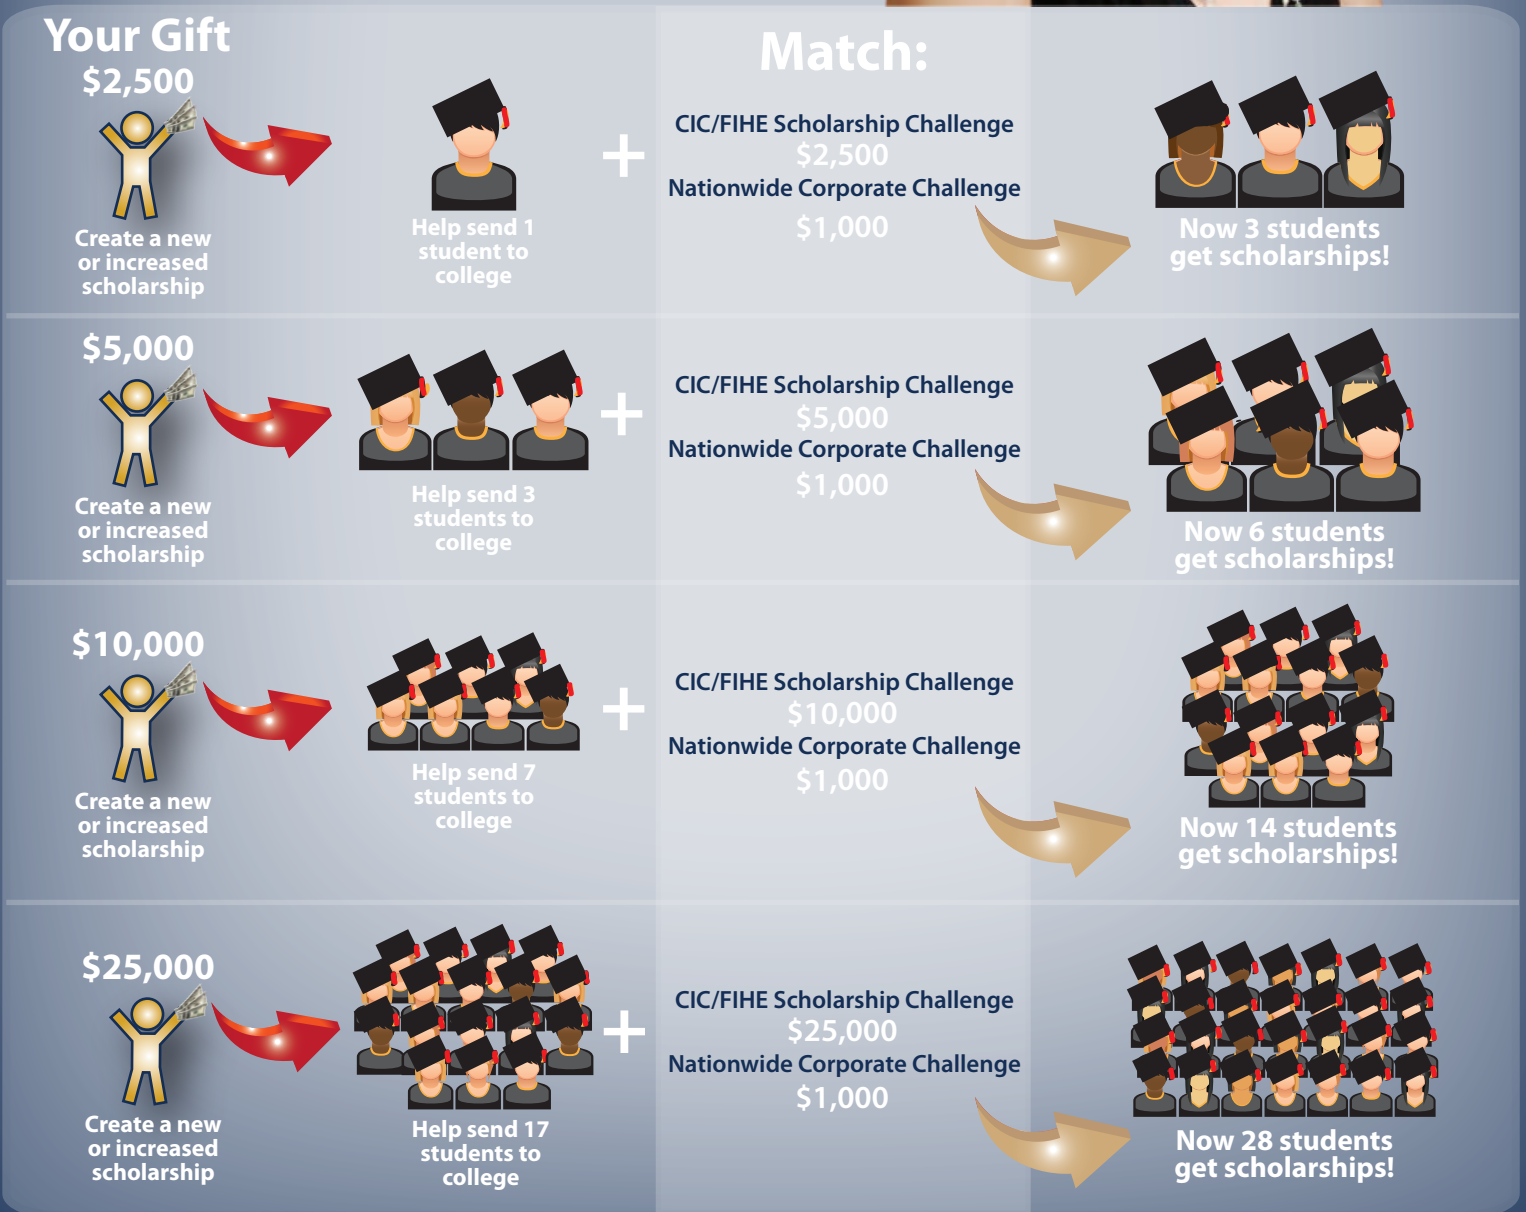 Your Gift
Match:
$2,500
Create a new
or increased
scholarship
Help send 1
student to
college
+
CIC/FIHE Scholarship Challenge
$2,500
Nationwide Corporate Challenge
$1,000
Now 3 students
get scholarships!
$5,000
Create a new
or increased
scholarship
Help send 3
students to
college
+
CIC/FIHE Scholarship Challenge
$5,000
Nationwide Corporate Challenge
$1,000
Now 6 students
get scholarships!
$10,000
Create a new
or increased
scholarship
Help send 7
students to
college
+
CIC/FIHE Scholarship Challenge
$10,000
Nationwide Corporate Challenge
$1,000
Now 14 students
get scholarships!
$25,000
Create a new
or increased
scholarship
Help send 17
students to
college
+
CIC/FIHE Scholarship Challenge
$25,000
Nationwide Corporate Challenge
$1,000
Now 28 students
get scholarships!